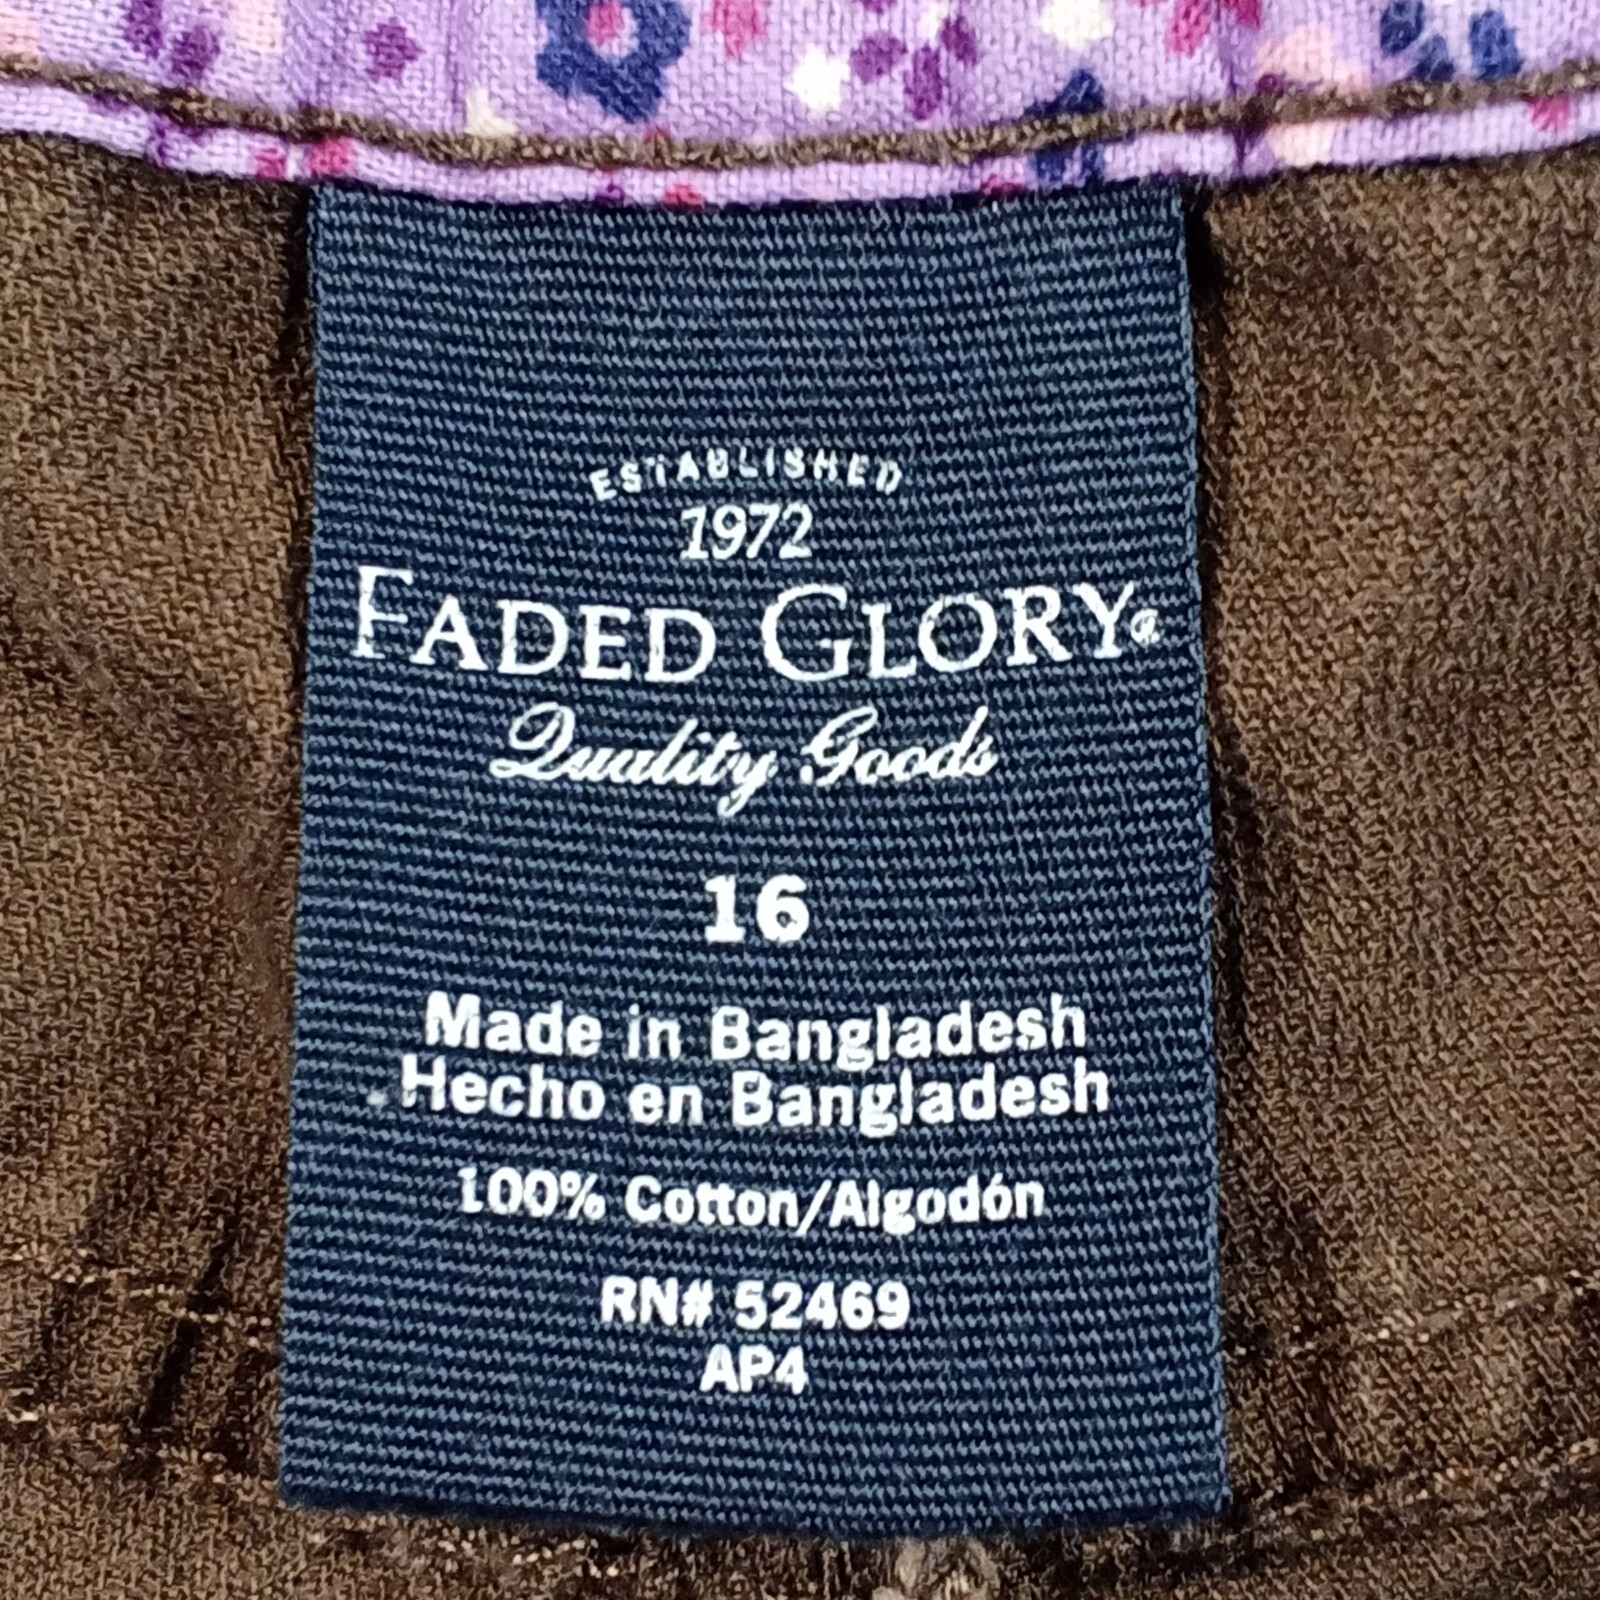 ESTABLISHED
1972
FADED GLORY®
Quality Goods
16
Made in Bangladesh
Hecho en Bangladesh
100% Cotton/Algodón
RN# 52469
AP4